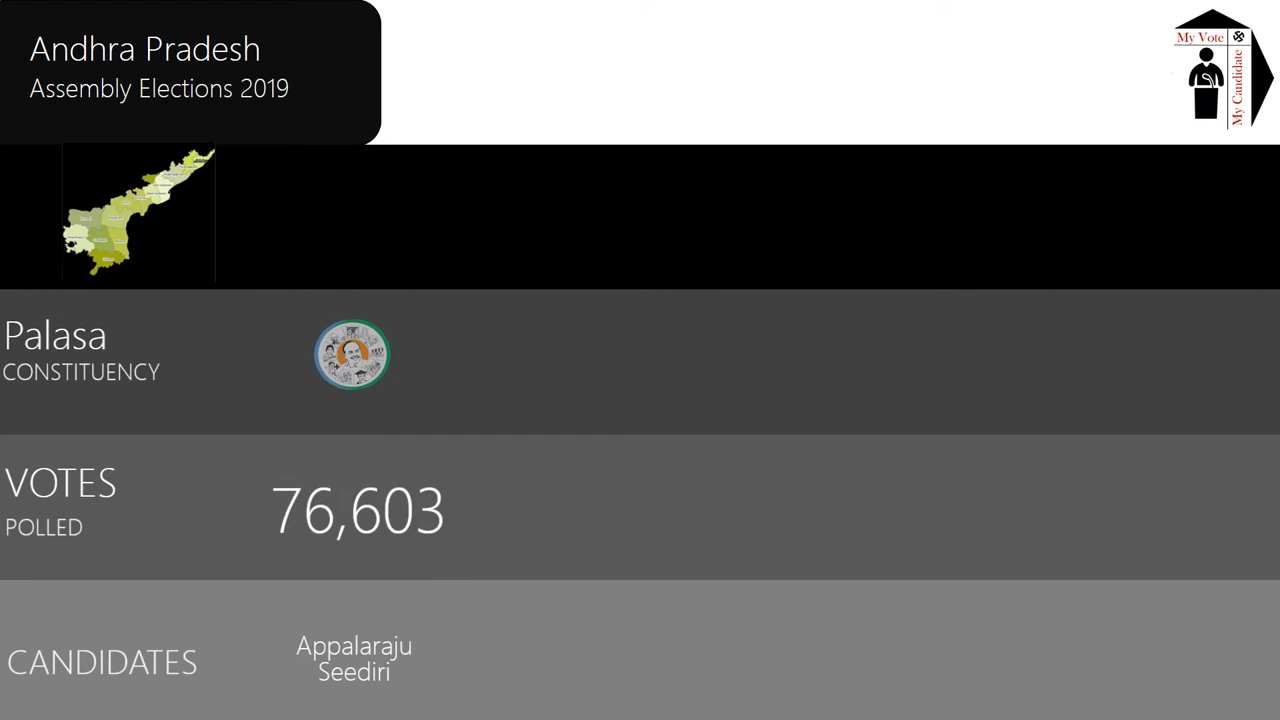 Andhra Pradesh
Assembly Elections 2019
My Vote
My Candidate
Palasa
CONSTITUENCY
VOTES
POLLED
76,603
CANDIDATES
Appalaraju
Seediri